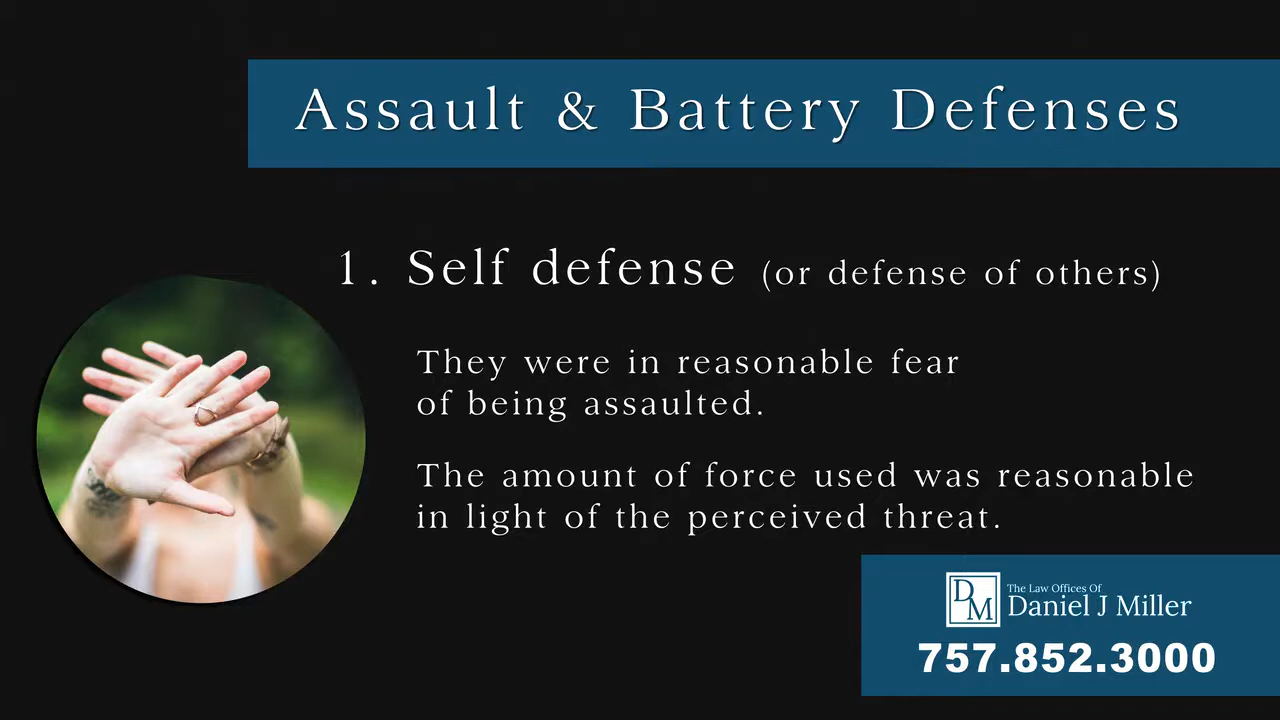 Assault & Battery Defenses
1. Self defense (or defense of others)
They were in reasonable fear
of being assaulted.
The amount of force used was reasonable
in light of the perceived threat.
DM
The Law Offices Of
Daniel J Miller
757.852.3000